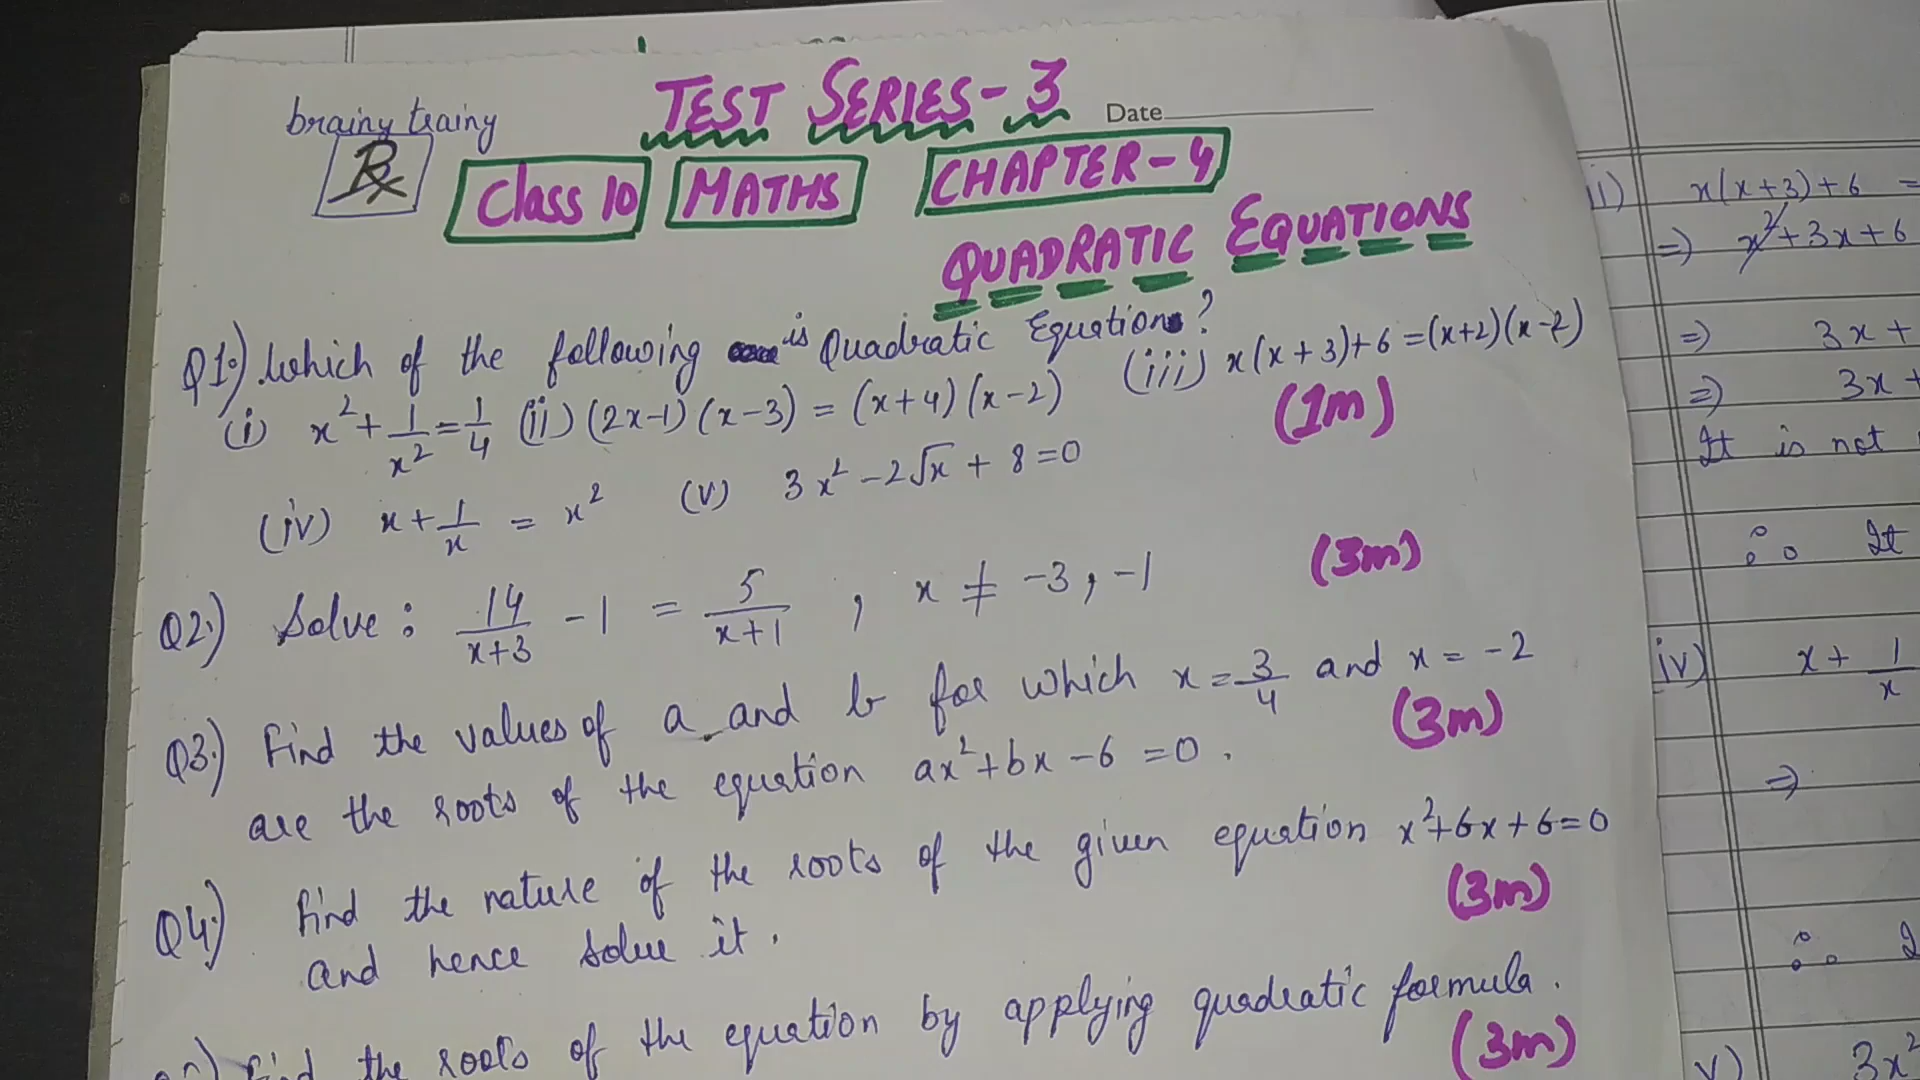 brainy trainy
TEST SERIES-3
Date
Rx
Class 10 MATHS CHAPTER-4
QUADRATIC EQUATIONS
Q1.) Which of the following is Quadratic Equation?
(i) x² + 1/x² = 1/4 (ii) (2x-1)(x-3) = (x+4)(x-2) (iii) x(x+3)+6 = (x+2)(x-2)
(1m)
(iv) x + 1/x = x² (v) 3x² - 2√x + 8 = 0
Q2.) Solve : 14/x+3 - 1 = 5/x+1 , x ≠ -3, -1 (3m)
Q3.) Find the values of a and b for which x = 3/4 and x = -2
are the roots of the equation ax² + bx - 6 = 0 . (3m)
Q4.) Find the nature of the roots of the given equation x²+6x+6=0
and hence solve it . (3m)
Find the roots of the equation by applying quadratic formula .
(3m)
x(x+3)+6 =
=) x²+3x+6
=) 3x+
=) 3x+
It is not
∴ It
iv) x + 1/x
=)
∴
v) 3x²